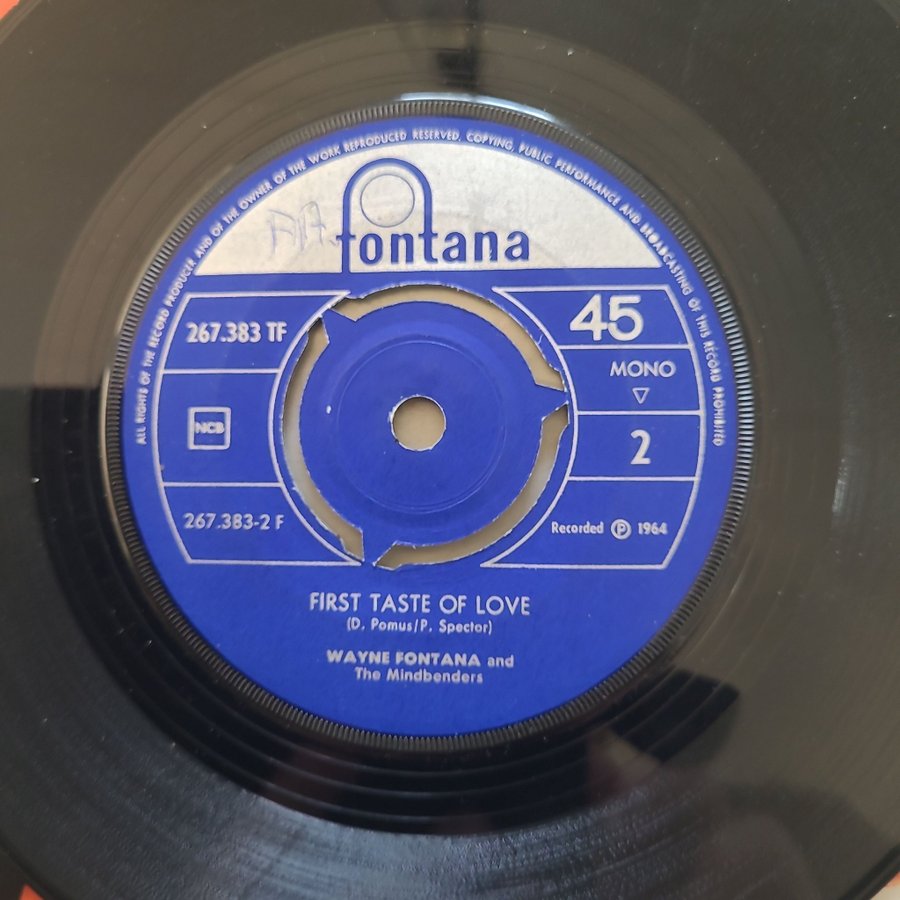 ALL RIGHTS OF THE RECORD PRODUCER AND OF THE OWNER OF THE WORK REPRODUCED RESERVED. COPYING, PUBLIC PERFORMANCE AND BROADCASTING OF THIS RECORD PROHIBITED
fontana
267.383 TF
45
MONO
▽
NCB
2
267.383-2 F
Recorded Ⓟ 1964
FIRST TASTE OF LOVE
(D. Pomus/P. Spector)
WAYNE FONTANA and
The Mindbenders